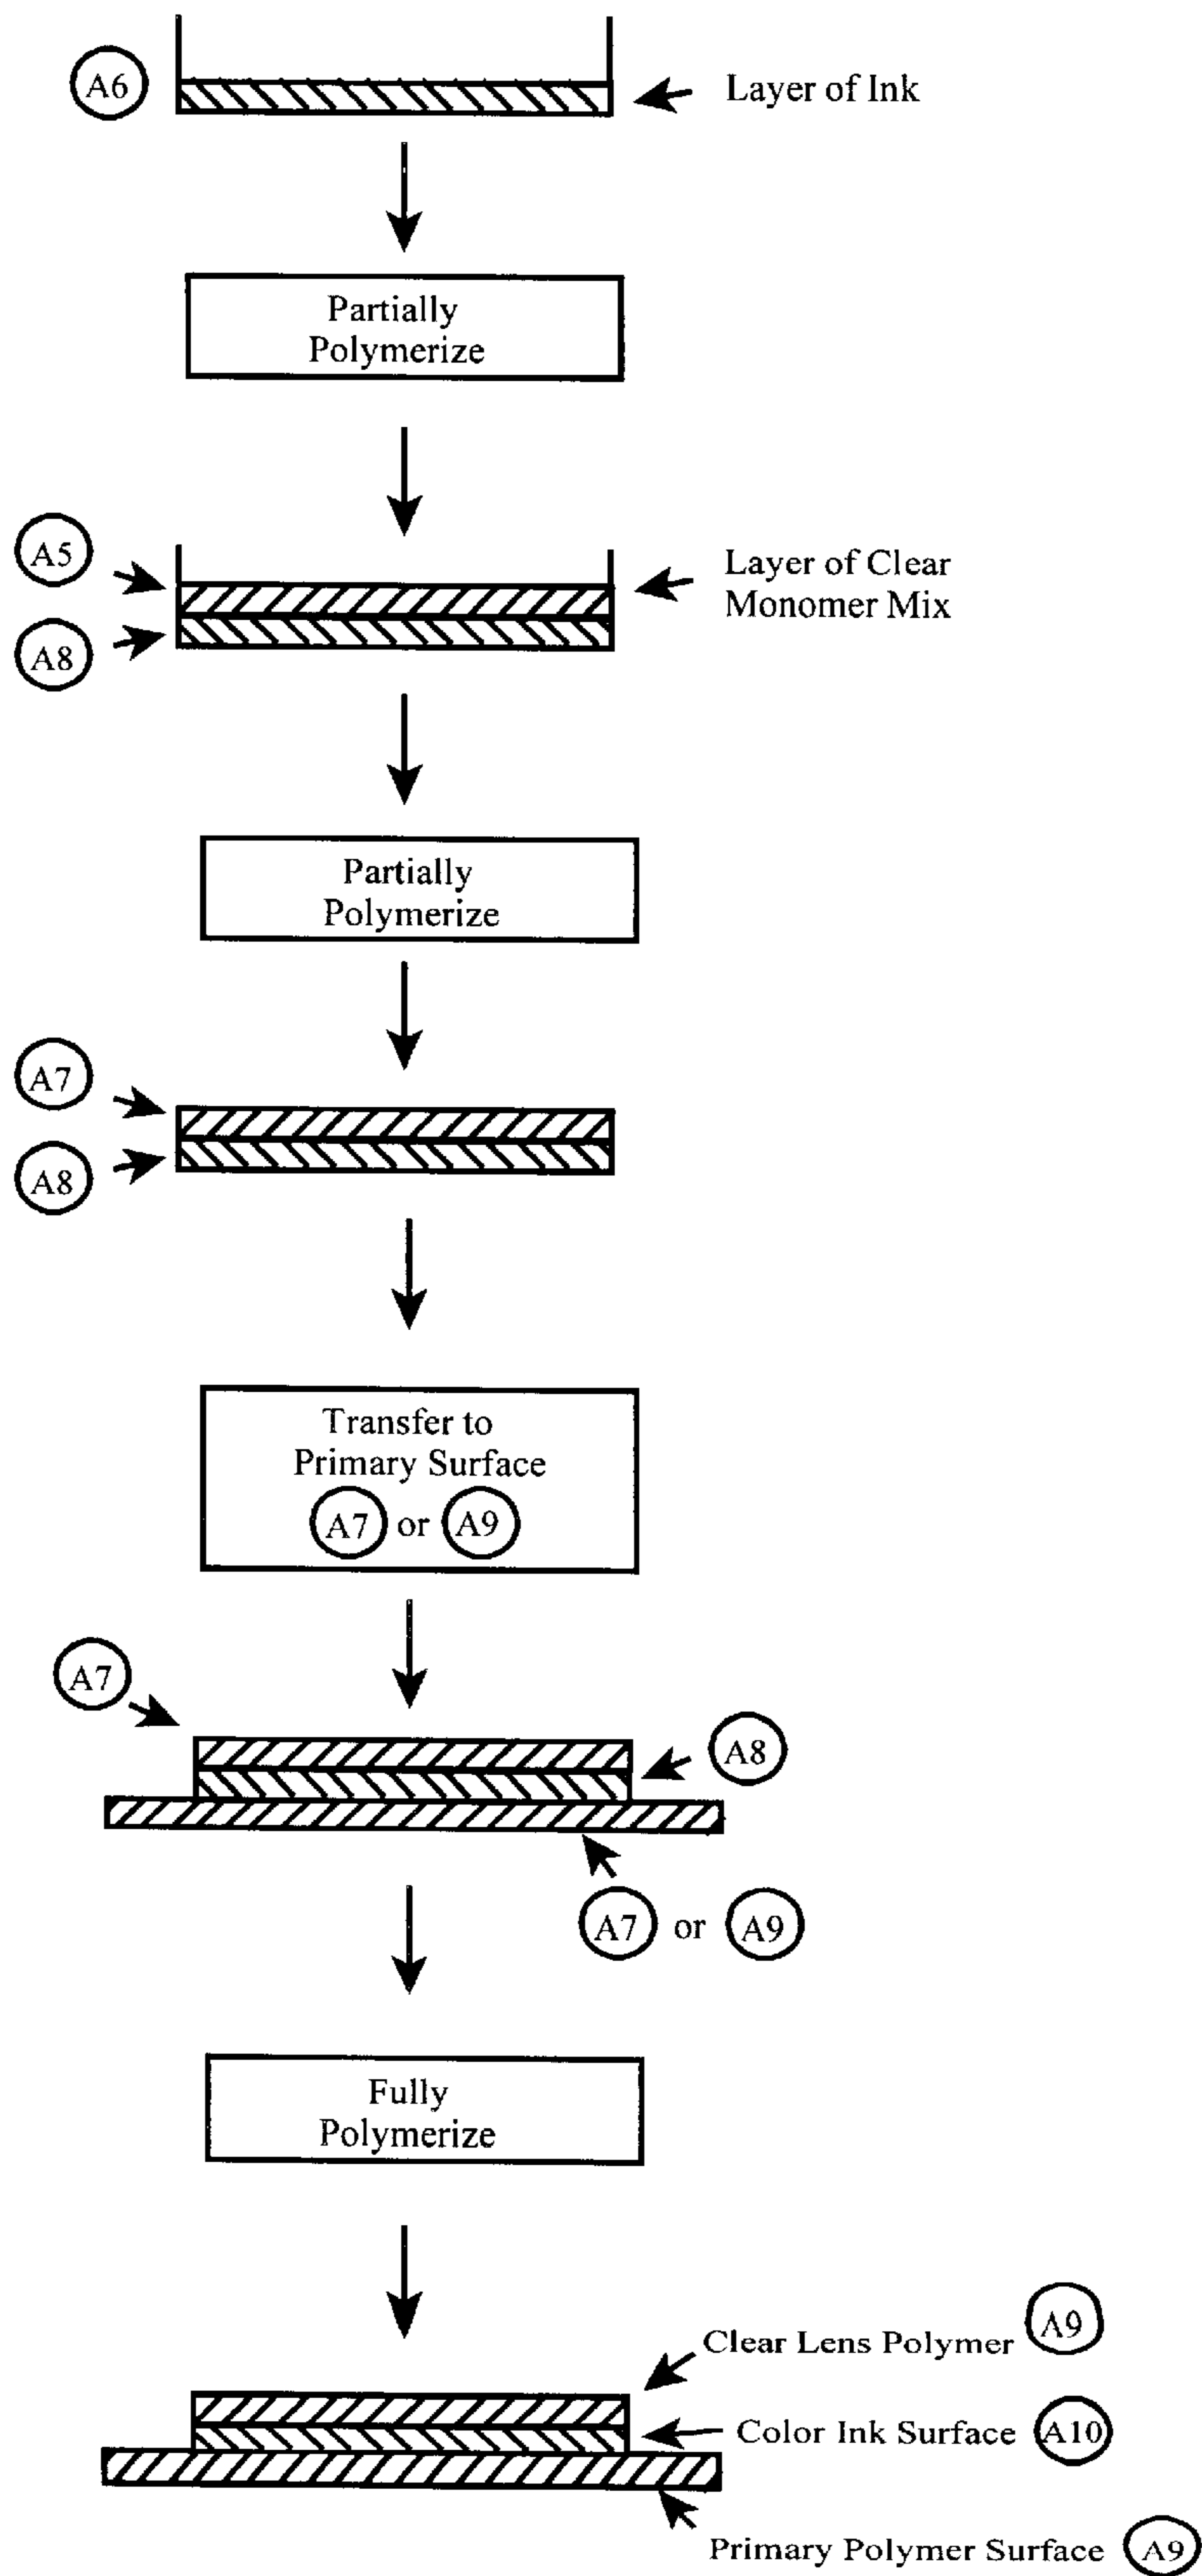 A6
Layer of Ink
Partially
Polymerize
A5
Layer of Clear
Monomer Mix
A8
Partially
Polymerize
A7
A8
Transfer to
Primary Surface
A7 or A9
A7
A8
A7 or A9
Fully
Polymerize
Clear Lens Polymer A9
Color Ink Surface A10
Primary Polymer Surface A9